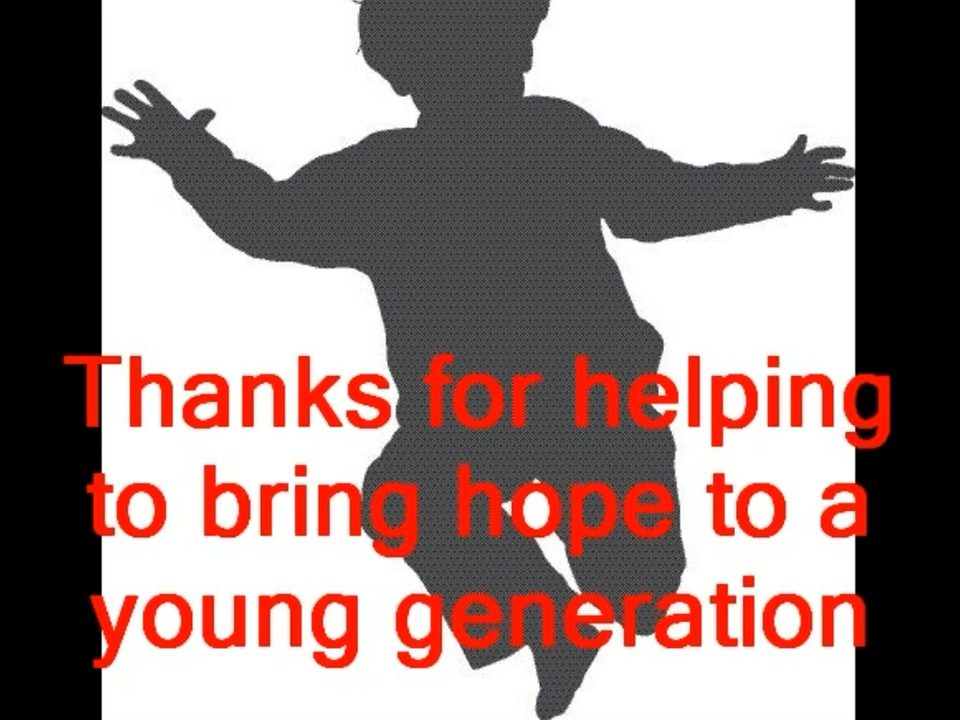 Thanks for helping
to bring hope to a
young generation